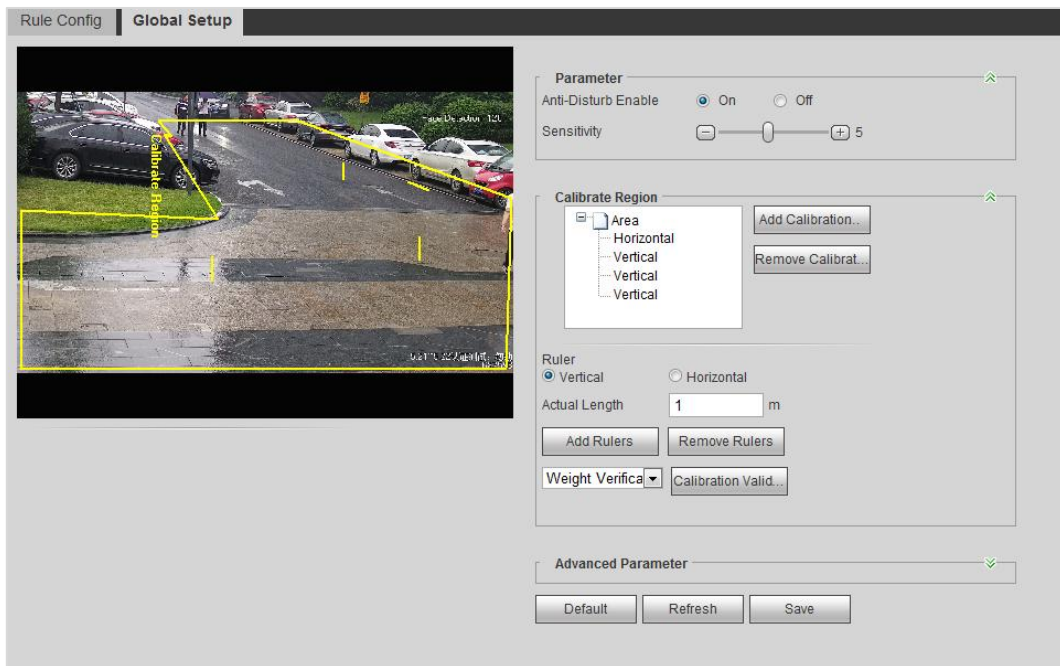 Rule Config
Global Setup
Calibrate Region
Parameter
Anti-Disturb Enable
On
Off
Sensitivity
5
Calibrate Region
Area
Horizontal
Vertical
Vertical
Vertical
Add Calibration...
Remove Calibrat...
Ruler
Vertical
Horizontal
Actual Length
1
m
Add Rulers
Remove Rulers
Weight Verifica
Calibration Valid...
Advanced Parameter
Default
Refresh
Save